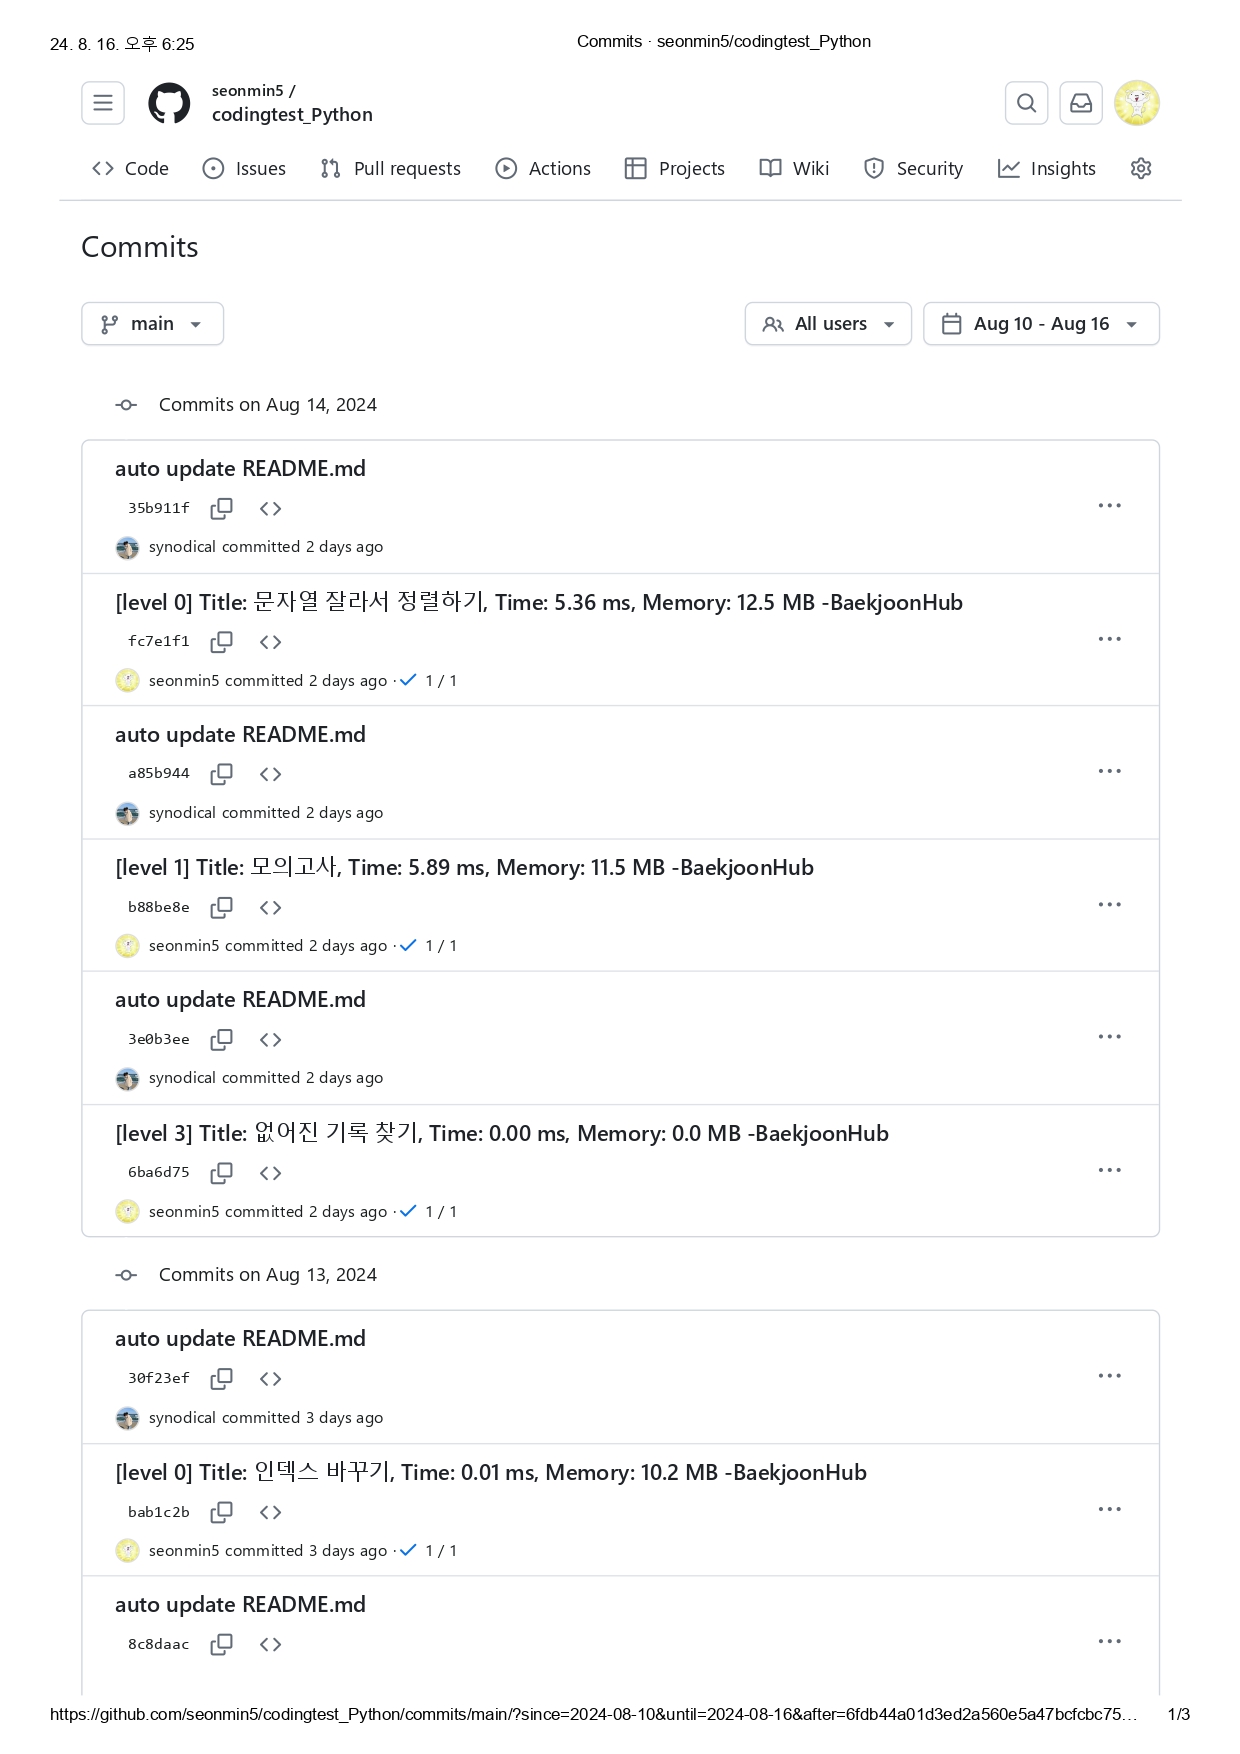 24. 8. 16. 오후 6:25
Commits · seonmin5/codingtest_Python
seonmin5 /
codingtest_Python
Code Issues Pull requests Actions Projects Wiki Security Insights
Commits
main All users Aug 10 - Aug 16
Commits on Aug 14, 2024
auto update README.md
35b911f
synodical committed 2 days ago
[level 0] Title: 문자열 잘라서 정렬하기, Time: 5.36 ms, Memory: 12.5 MB -BaekjoonHub
fc7e1f1
seonmin5 committed 2 days ago · 1 / 1
auto update README.md
a85b944
synodical committed 2 days ago
[level 1] Title: 모의고사, Time: 5.89 ms, Memory: 11.5 MB -BaekjoonHub
b88be8e
seonmin5 committed 2 days ago · 1 / 1
auto update README.md
3e0b3ee
synodical committed 2 days ago
[level 3] Title: 없어진 기록 찾기, Time: 0.00 ms, Memory: 0.0 MB -BaekjoonHub
6ba6d75
seonmin5 committed 2 days ago · 1 / 1
Commits on Aug 13, 2024
auto update README.md
30f23ef
synodical committed 3 days ago
[level 0] Title: 인덱스 바꾸기, Time: 0.01 ms, Memory: 10.2 MB -BaekjoonHub
bab1c2b
seonmin5 committed 3 days ago · 1 / 1
auto update README.md
8c8daac
https://github.com/seonmin5/codingtest_Python/commits/main/?since=2024-08-10&until=2024-08-16&after=6fdb44a01d3ed2a560e5a47bcfcbc75… 1/3